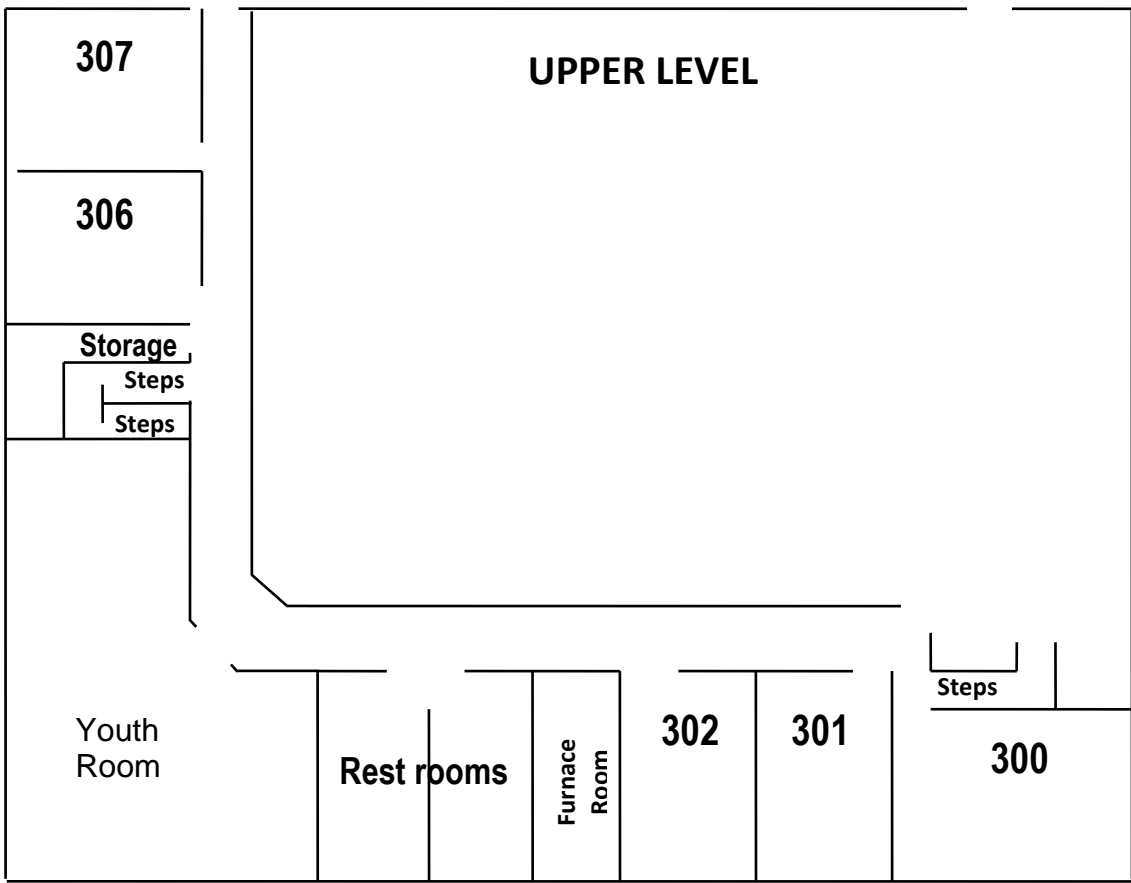 307
UPPER LEVEL
306
Storage
Steps
Steps
Youth
Room
Rest rooms
Furnace
Room
302
301
Steps
300